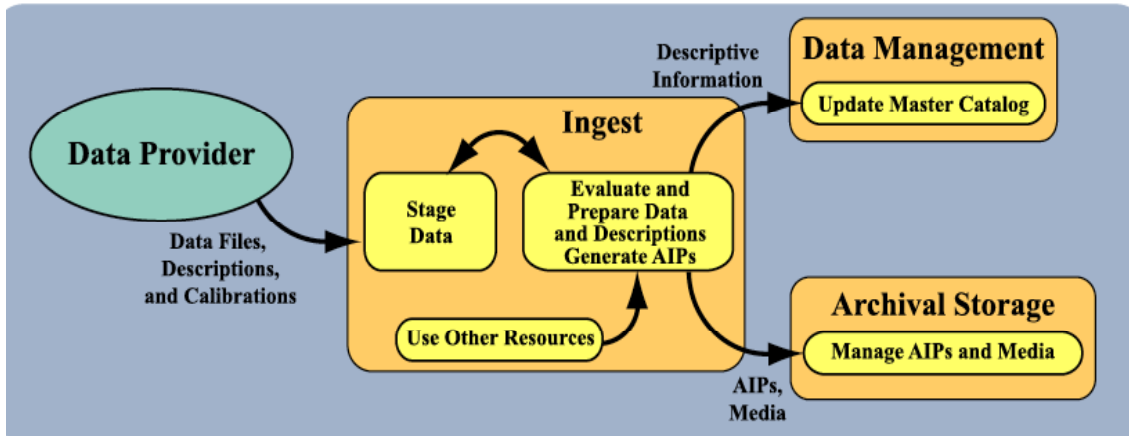 Data Provider
Data Files,
Descriptions,
and Calibrations
Ingest
Stage
Data
Evaluate and
Prepare Data
and Descriptions
Generate AIPs
Use Other Resources
Descriptive
Information
Data Management
Update Master Catalog
AIPs,
Media
Archival Storage
Manage AIPs and Media